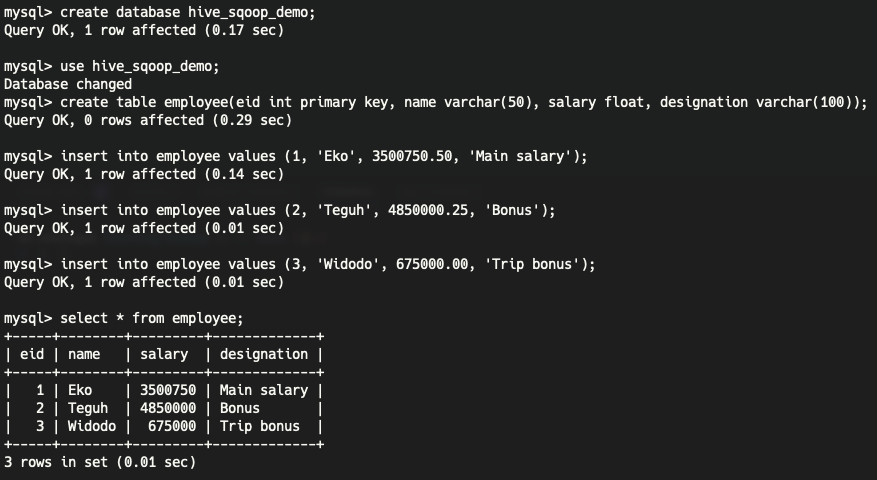 mysql> create database hive_sqoop_demo;
Query OK, 1 row affected (0.17 sec)
mysql> use hive_sqoop_demo;
Database changed
mysql> create table employee(eid int primary key, name varchar(50), salary float, designation varchar(100));
Query OK, 0 rows affected (0.29 sec)
mysql> insert into employee values (1, 'Eko', 3500750.50, 'Main salary');
Query OK, 1 row affected (0.14 sec)
mysql> insert into employee values (2, 'Teguh', 4850000.25, 'Bonus');
Query OK, 1 row affected (0.01 sec)
mysql> insert into employee values (3, 'Widodo', 675000.00, 'Trip bonus');
Query OK, 1 row affected (0.01 sec)
mysql> select * from employee;
+-----+--------+---------+-------------+
| eid | name   | salary  | designation |
+-----+--------+---------+-------------+
|   1 | Eko    | 3500750 | Main salary |
|   2 | Teguh  | 4850000 | Bonus       |
|   3 | Widodo |  675000 | Trip bonus  |
+-----+--------+---------+-------------+
3 rows in set (0.01 sec)